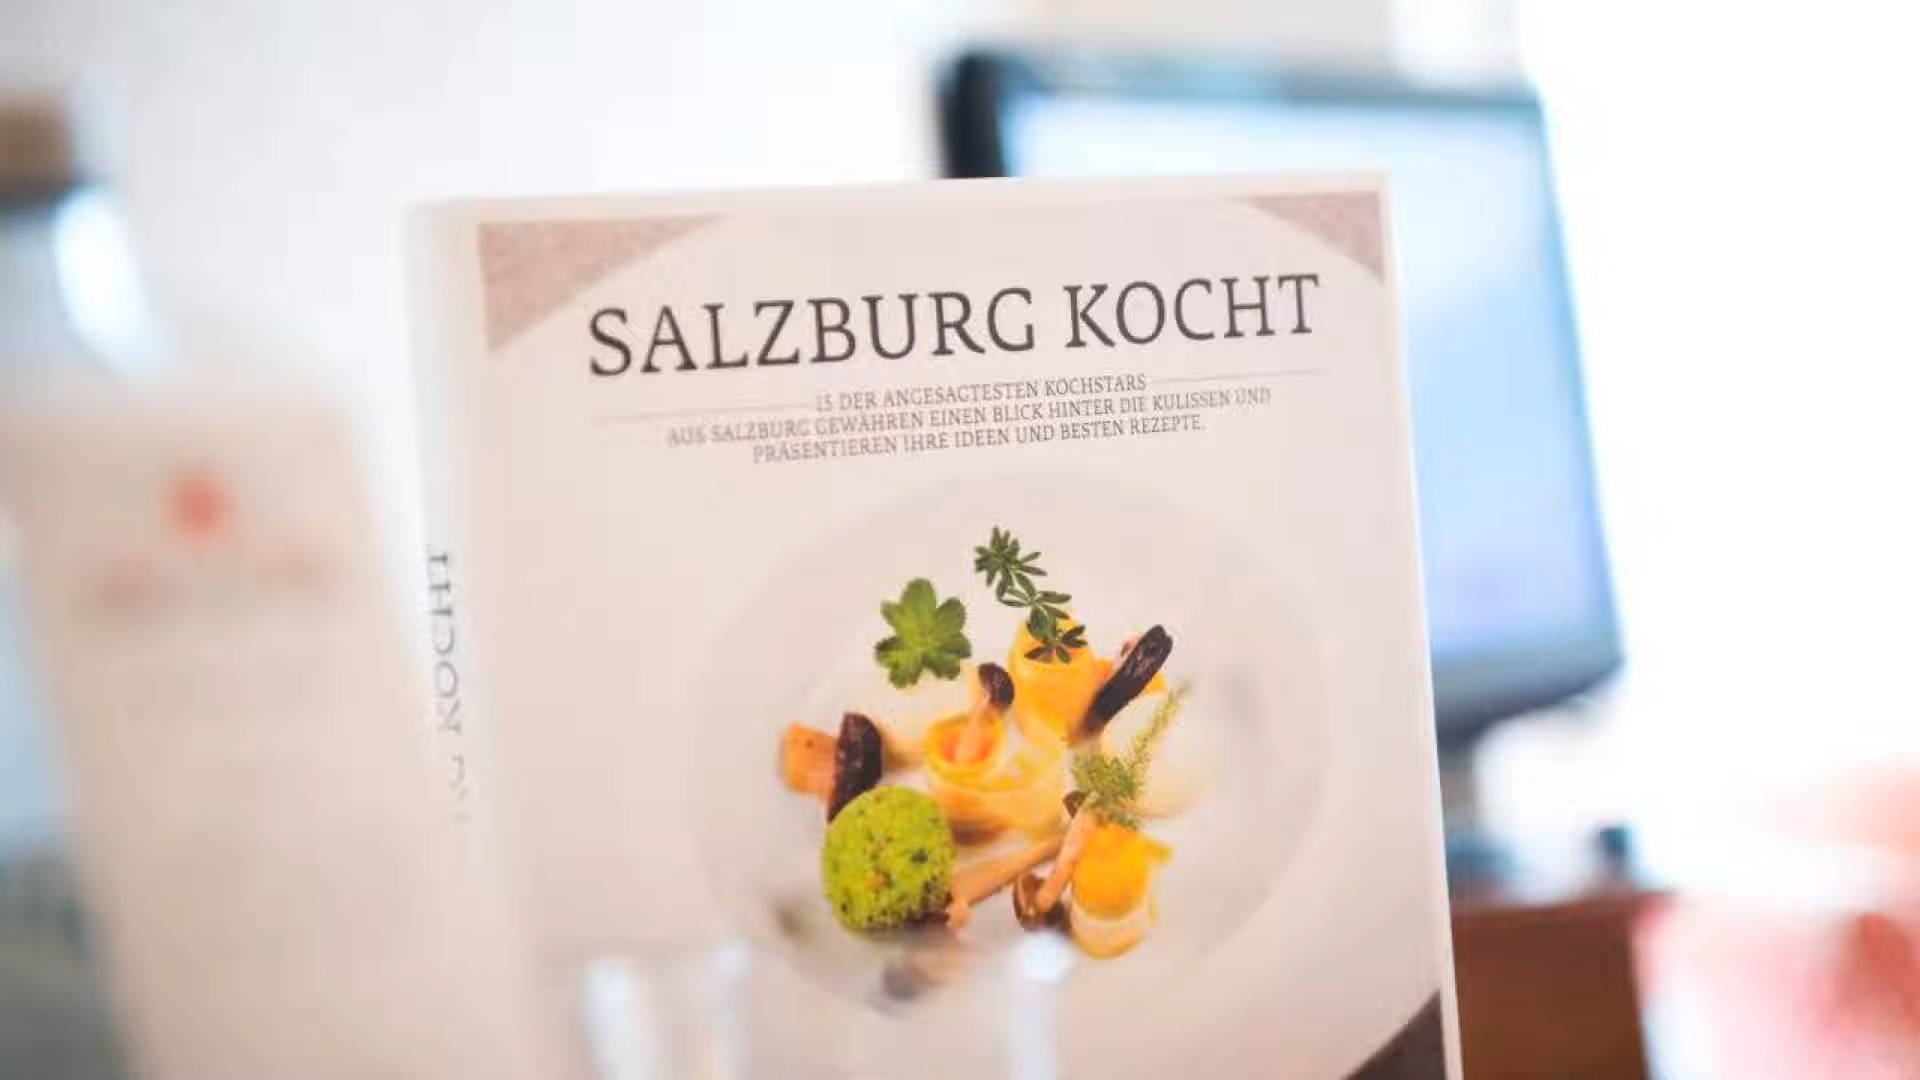 SALZBURG KOCHT
15 DER ANGESAGTESTEN KOCHSTARS
AUS SALZBURG GEWÄHREN EINEN BLICK HINTER DIE KULISSEN UND
PRÄSENTIEREN IHRE IDEEN UND BESTEN REZEPTE.
KOCHT